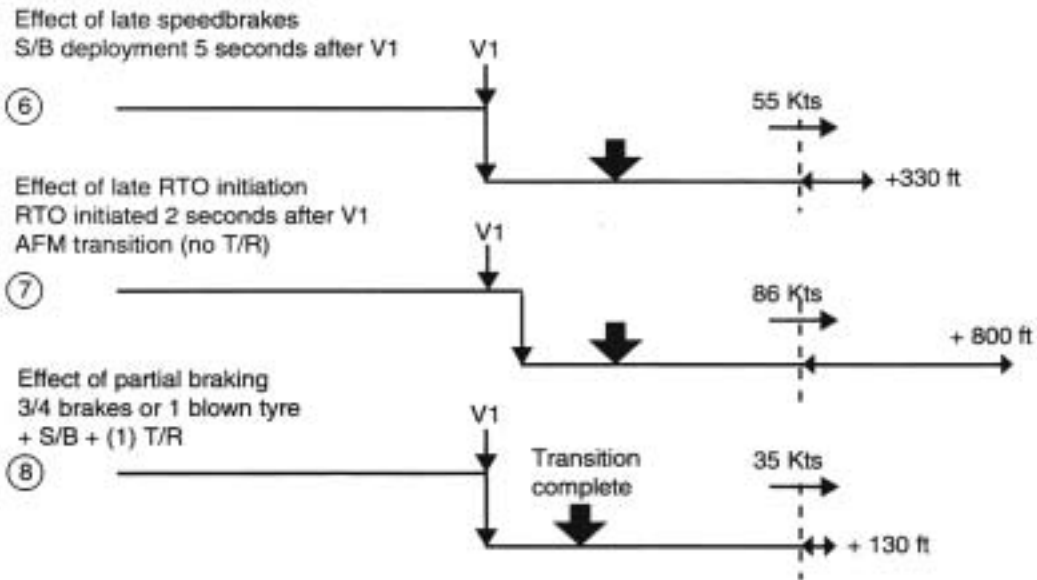 Effect of late speedbrakes
S/B deployment 5 seconds after V1
V1
6
55 Kts
+330 ft
Effect of late RTO initiation
RTO initiated 2 seconds after V1
AFM transition (no T/R)
V1
7
86 Kts
+ 800 ft
Effect of partial braking
3/4 brakes or 1 blown tyre
+ S/B + (1) T/R
V1
8
Transition
complete
35 Kts
+ 130 ft